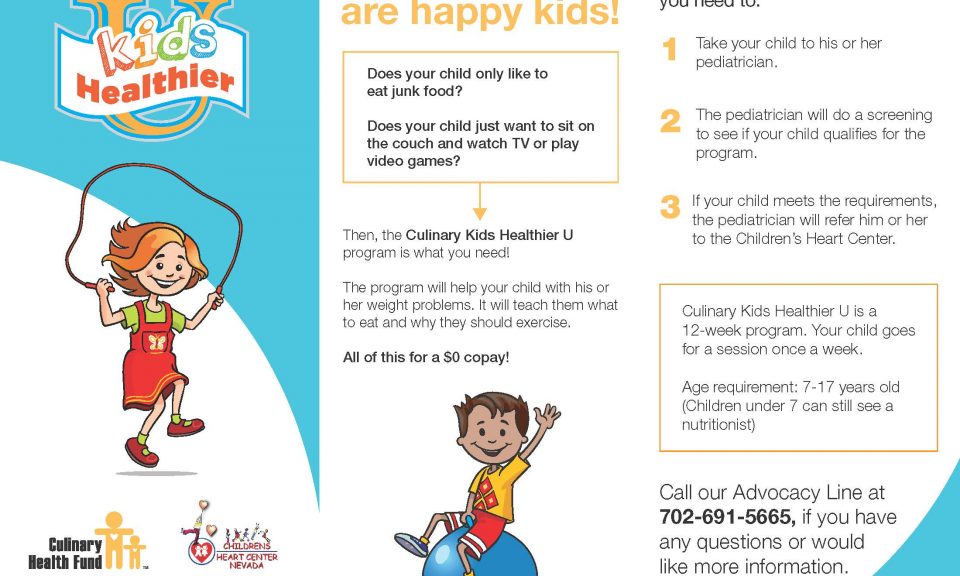 U
Kids
Healthier
Culinary
Health Fund
TM
CHILDRENS
HEART CENTER
NEVADA
are happy kids!
Does your child only like to
eat junk food?
Does your child just want to sit on
the couch and watch TV or play
video games?
Then, the Culinary Kids Healthier U
program is what you need!
The program will help your child with his or
her weight problems. It will teach them what
to eat and why they should exercise.
All of this for a $0 copay!
you need to:
1 Take your child to his or her
pediatrician.
2 The pediatrician will do a screening
to see if your child qualifies for the
program.
3 If your child meets the requirements,
the pediatrician will refer him or her
to the Children's Heart Center.
Culinary Kids Healthier U is a
12-week program. Your child goes
for a session once a week.
Age requirement: 7-17 years old
(Children under 7 can still see a
nutritionist)
Call our Advocacy Line at
702-691-5665, if you have
any questions or would
like more information.